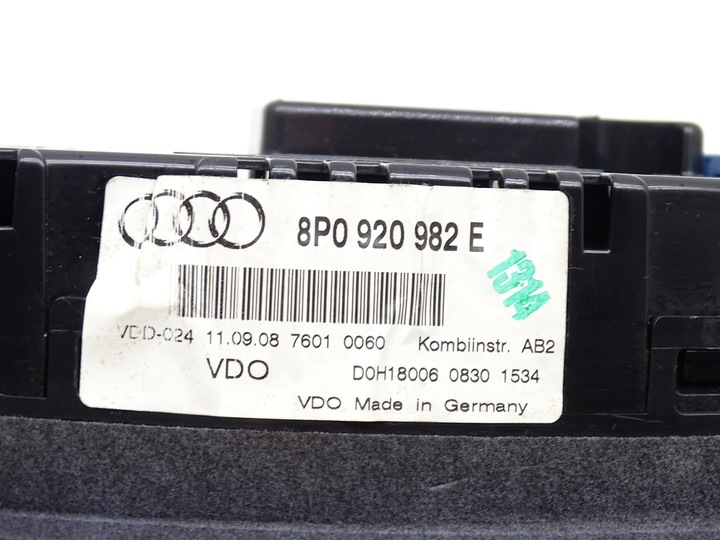 8P0 920 982 E
1314
VDD-024 11.09.08 7601 0060 Kombiinstr. AB2
VDO D0H18006 0830 1534
VDO Made in Germany